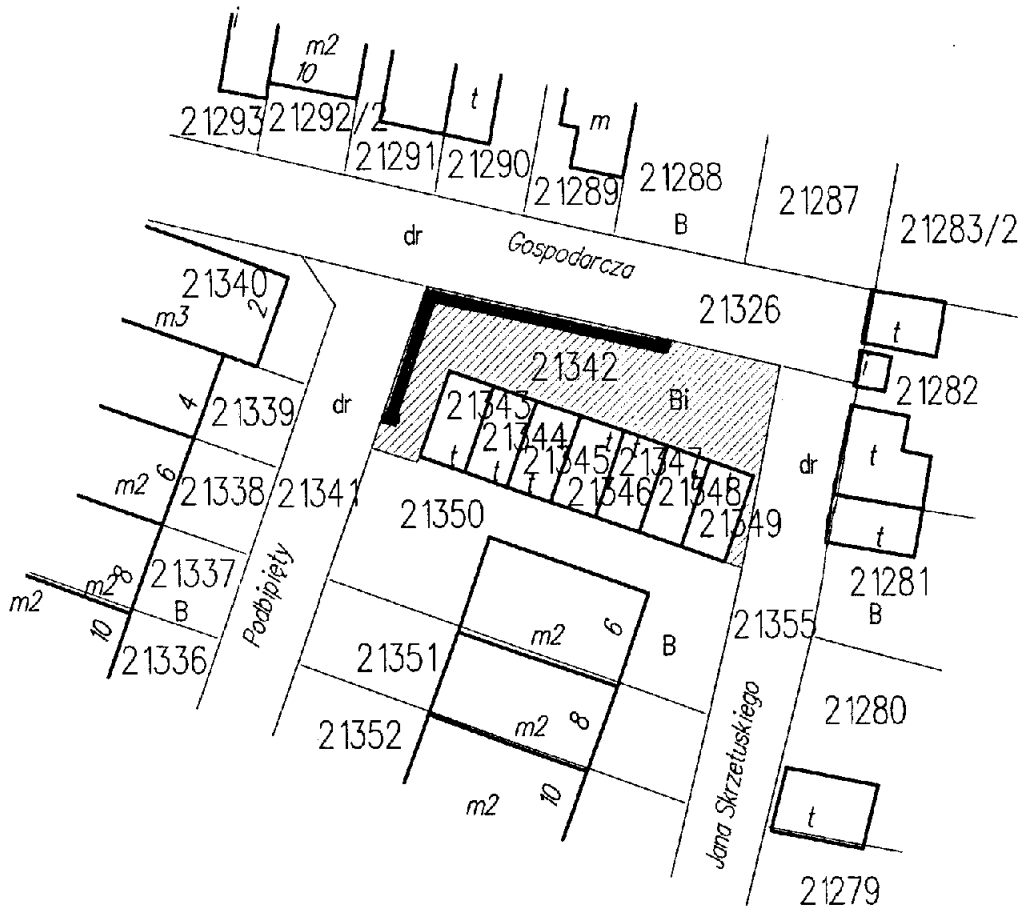 i
m2
10
t
m
21293
21292/2
21291
21290
21289
21288
21287
21283/2
B
dr
Gospodarcza
21340
2
m3
21326
t
i
21282
21342
Bi
dr
21339
4
21343
21344
21345
21346
21347
21348
21349
t
t
t
t
t
t
t
dr
t
t
m2
6
21338
21341
21350
21337
m2
8
B
Podbipięty
21281
B
m2
10
21336
21351
m2
6
B
21355
21352
m2
8
21280
m2
10
Jana Skrzetuskiego
t
21279